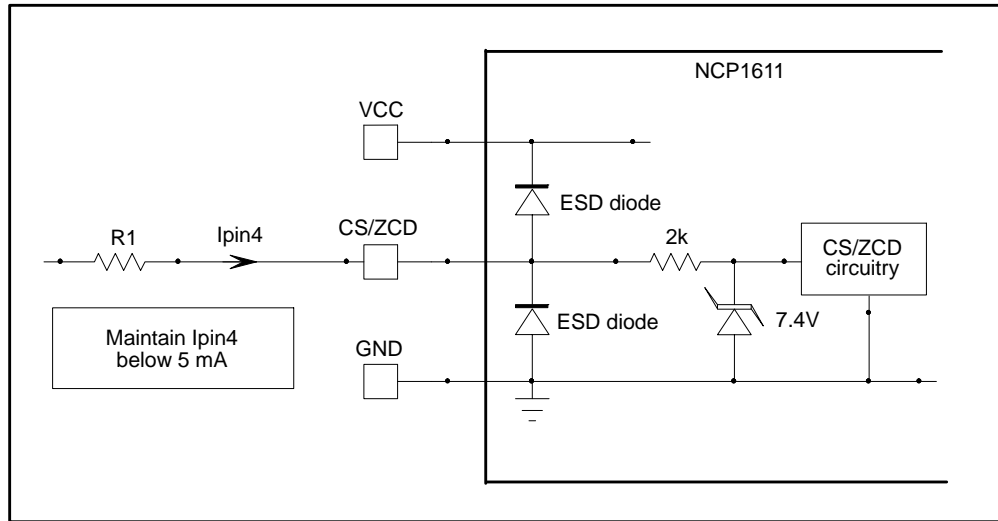 NCP1611
VCC
ESD diode
R1
Ipin4
CS/ZCD
2k
CS/ZCD
circuitry
ESD diode
7.4V
Maintain Ipin4
below 5 mA
GND